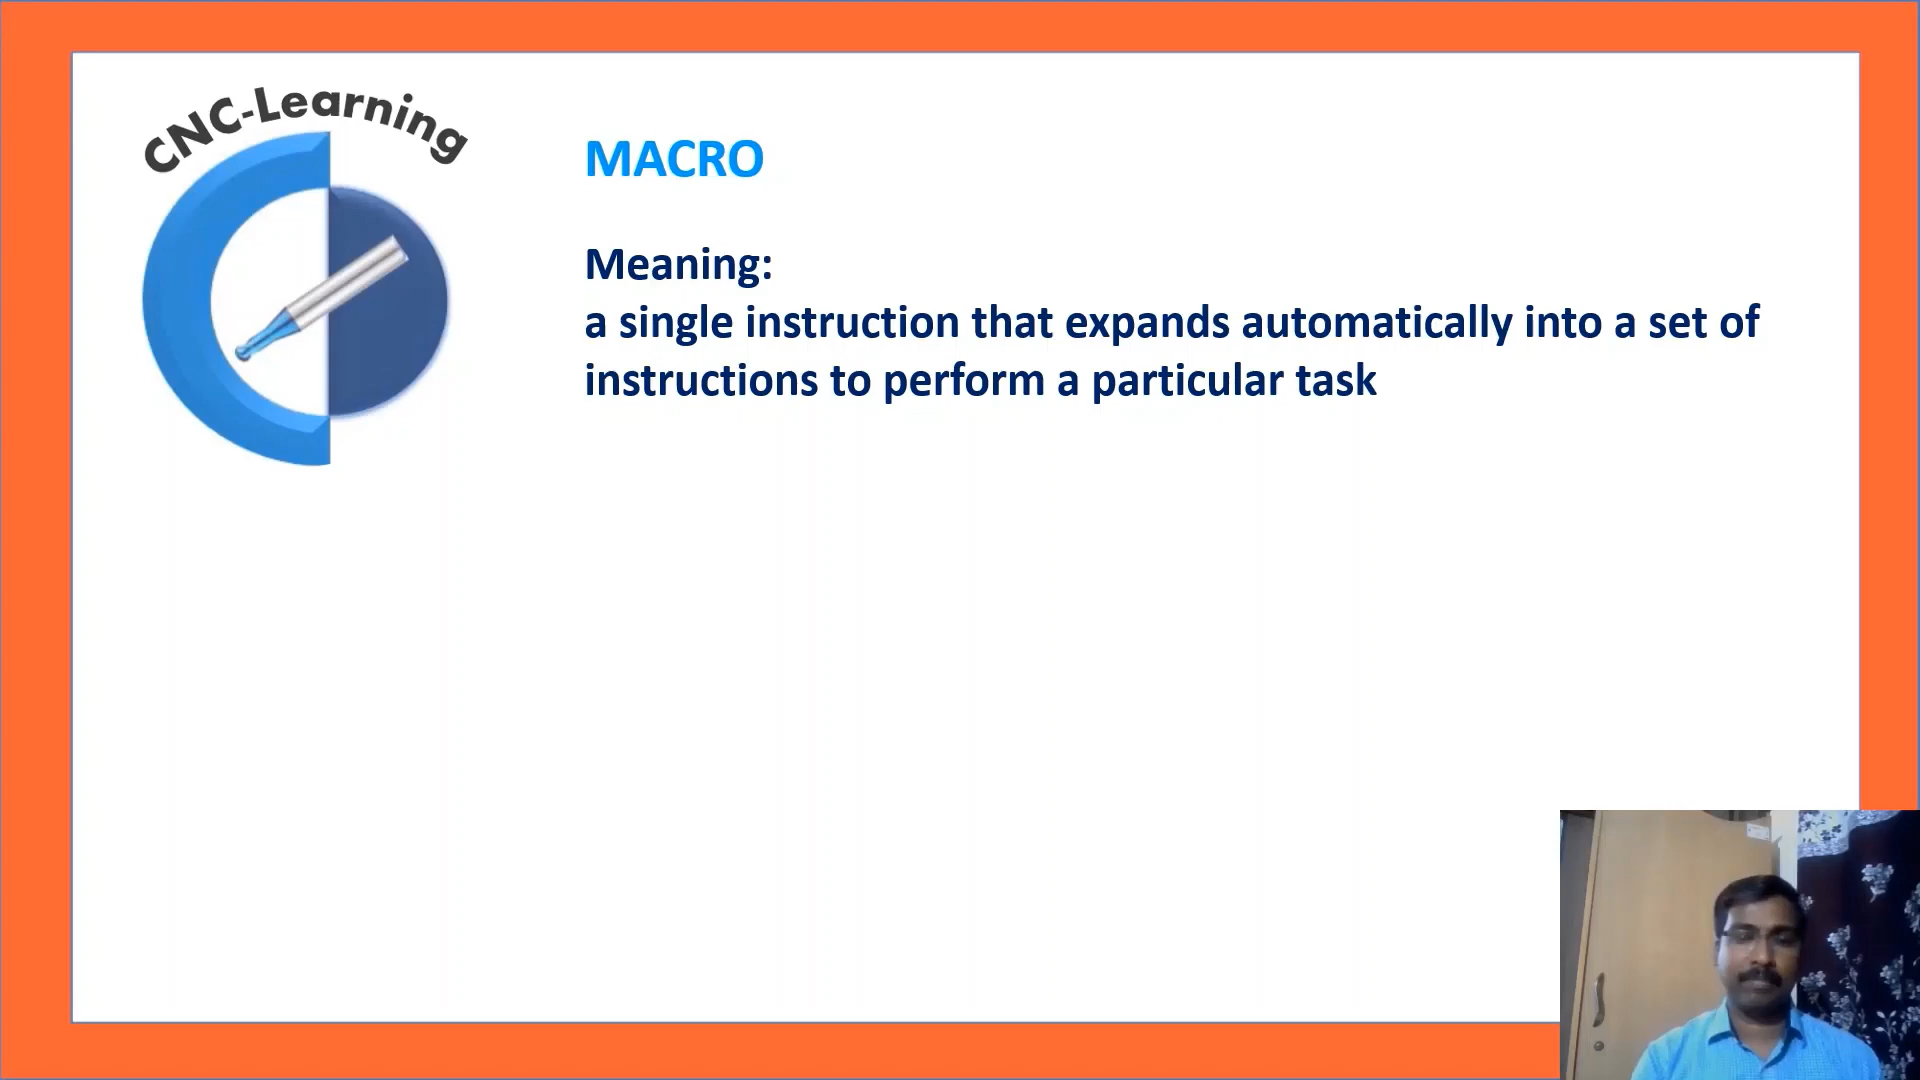 CNC-Learning
MACRO
Meaning:
a single instruction that expands automatically into a set of
instructions to perform a particular task